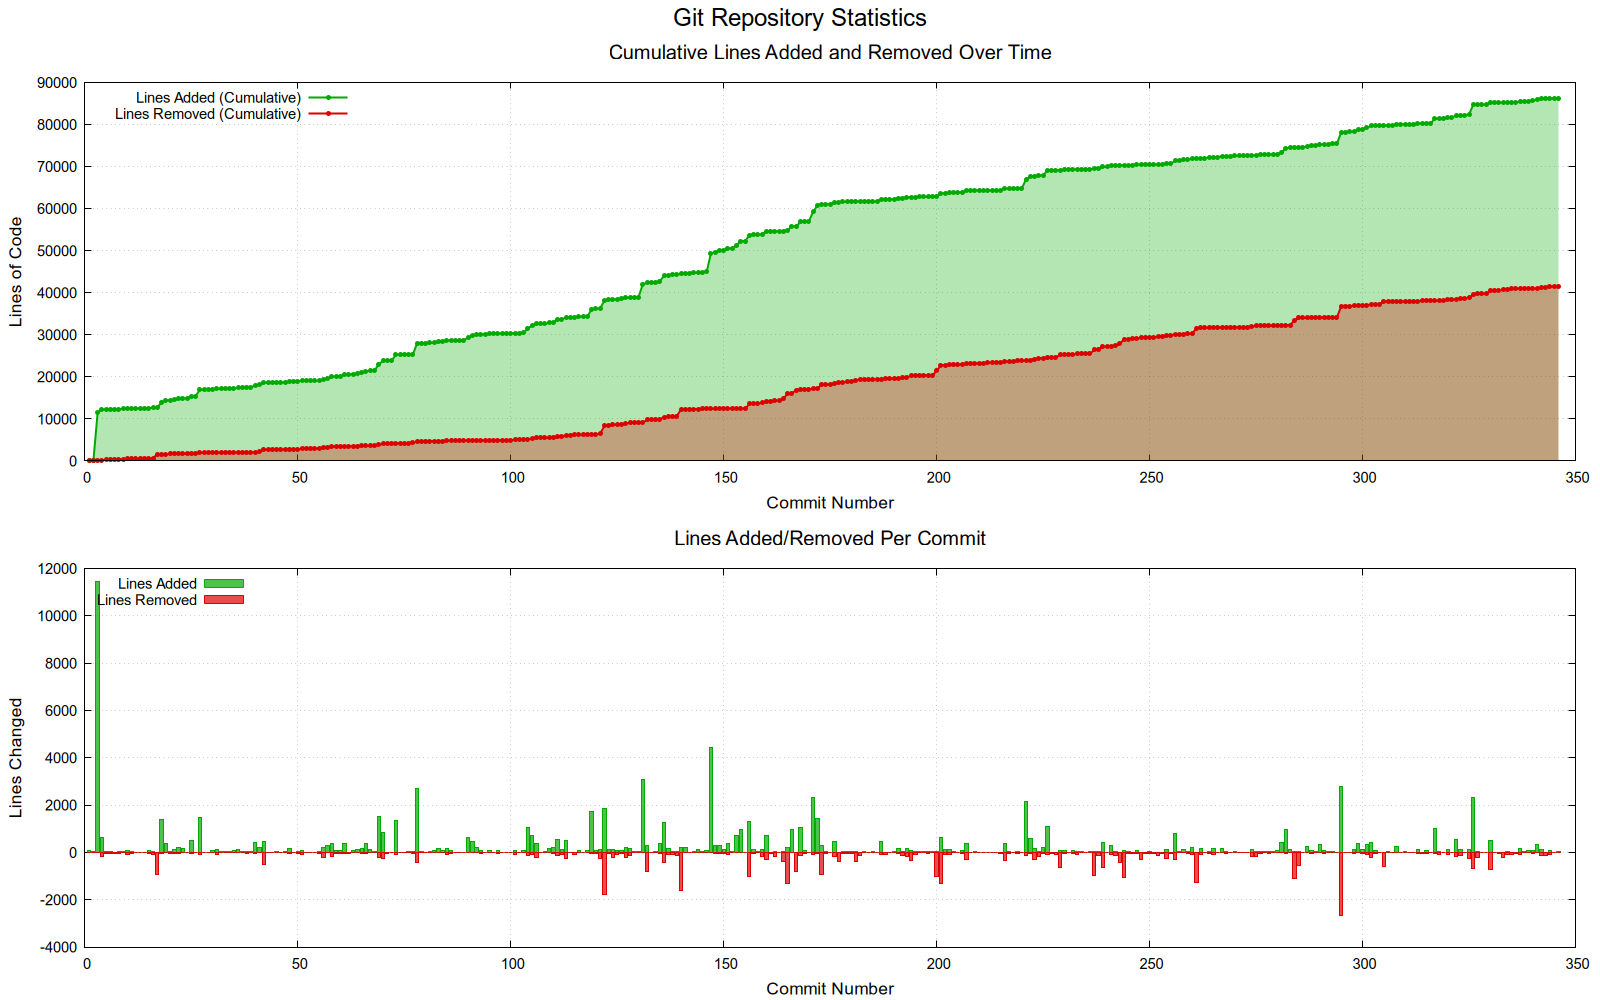 Git Repository Statistics
Cumulative Lines Added and Removed Over Time
90000
80000
70000
60000
50000
40000
30000
20000
10000
0
Lines of Code
Lines Added (Cumulative)
Lines Removed (Cumulative)
0 50 100 150 200 250 300 350
Commit Number
Lines Added/Removed Per Commit
12000
10000
8000
6000
4000
2000
0
-2000
-4000
Lines Changed
Lines Added
Lines Removed
0 50 100 150 200 250 300 350
Commit Number